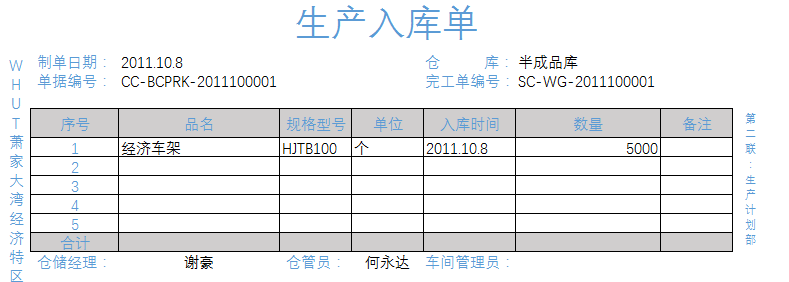 生产入库单
制单日期： 2011.10.8 仓 库： 半成品库
单据编号： CC-BCPRK-2011100001 完工单编号： SC-WG-2011100001
序号 品名 规格型号 单位 入库时间 数量 备注
1 经济车架 HJTB100 个 2011.10.8 5000
2
3
4
5
合计
仓储经理： 谢豪 仓管员： 何永达 车间管理员：
WHUT萧家大湾经济特区
第二联：生产计划部